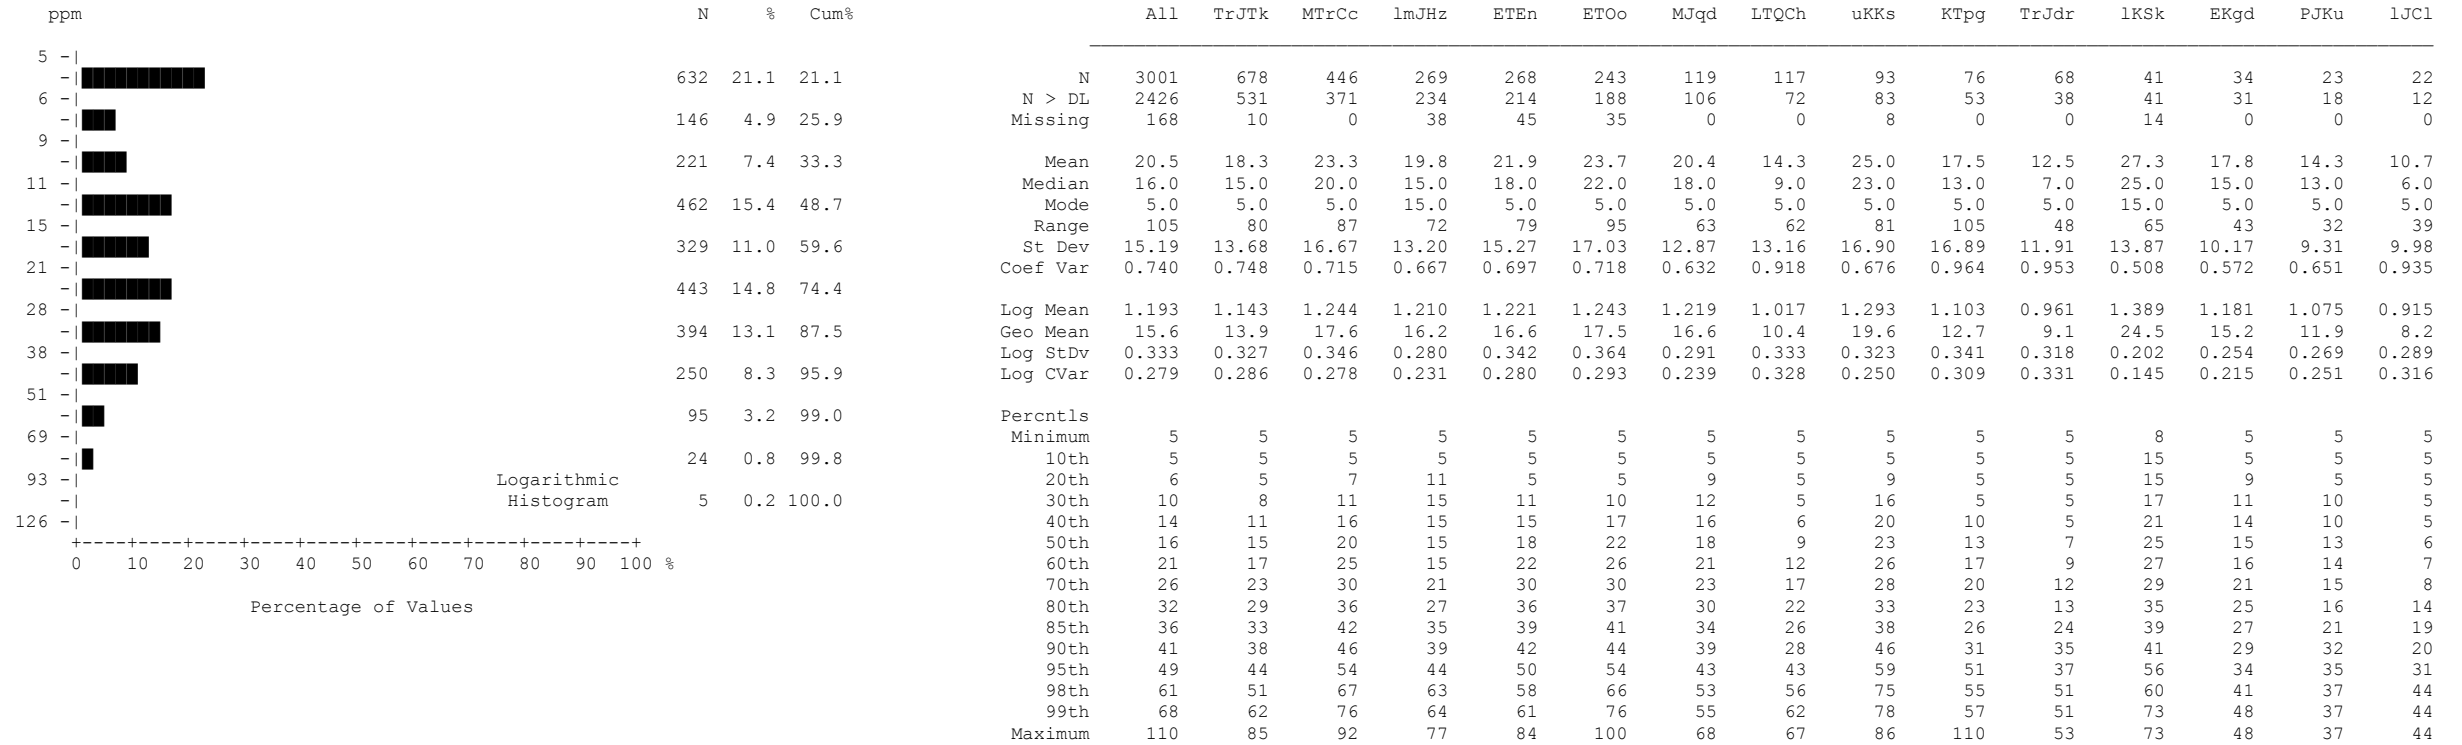 ppm N % Cum% All TrJTk MTrCc lmJHz ETEn ETOo MJqd LTQCh uKKs KTpg TrJdr lKSk EKgd PJKu lJCl
5 -|
-| 632 21.1 21.1 N 3001 678 446 269 268 243 119 117 93 76 68 41 34 23 22
6 -| N > DL 2426 531 371 234 214 188 106 72 83 53 38 41 31 18 12
-| 146 4.9 25.9 Missing 168 10 0 38 45 35 0 0 8 0 0 14 0 0 0
9 -|
-| 221 7.4 33.3 Mean 20.5 18.3 23.3 19.8 21.9 23.7 20.4 14.3 25.0 17.5 12.5 27.3 17.8 14.3 10.7
11 -| Median 16.0 15.0 20.0 15.0 18.0 22.0 18.0 9.0 23.0 13.0 7.0 25.0 15.0 13.0 6.0
-| 462 15.4 48.7 Mode 5.0 5.0 5.0 15.0 5.0 5.0 5.0 5.0 5.0 5.0 5.0 15.0 5.0 5.0 5.0
15 -| Range 105 80 87 72 79 95 63 62 81 105 48 65 43 32 39
-| 329 11.0 59.6 St Dev 15.19 13.68 16.67 13.20 15.27 17.03 12.87 13.16 16.90 16.89 11.91 13.87 10.17 9.31 9.98
21 -| Coef Var 0.740 0.748 0.715 0.667 0.697 0.718 0.632 0.918 0.676 0.964 0.953 0.508 0.572 0.651 0.935
-| 443 14.8 74.4
28 -| Log Mean 1.193 1.143 1.244 1.210 1.221 1.243 1.219 1.017 1.293 1.103 0.961 1.389 1.181 1.075 0.915
-| 394 13.1 87.5 Geo Mean 15.6 13.9 17.6 16.2 16.6 17.5 16.6 10.4 19.6 12.7 9.1 24.5 15.2 11.9 8.2
38 -| Log StDv 0.333 0.327 0.346 0.280 0.342 0.364 0.291 0.333 0.323 0.341 0.318 0.202 0.254 0.269 0.289
-| 250 8.3 95.9 Log CVar 0.279 0.286 0.278 0.231 0.280 0.293 0.239 0.328 0.250 0.309 0.331 0.145 0.215 0.251 0.316
51 -|
-| 95 3.2 99.0 Percntls
69 -| Minimum 5 5 5 5 5 5 5 5 5 5 5 8 5 5 5
-| 24 0.8 99.8 10th 5 5 5 5 5 5 5 5 5 5 5 15 5 5 5
93 -| Logarithmic 20th 6 5 7 11 5 5 9 5 9 5 5 15 9 5 5
-| Histogram 5 0.2 100.0 30th 10 8 11 15 11 10 12 5 16 5 5 17 11 10 5
126 -| 40th 14 11 16 15 15 17 16 6 20 10 5 21 14 10 5
+----+----+----+----+----+----+----+----+----+----+ 50th 16 15 20 15 18 22 18 9 23 13 7 25 15 13 6
0 10 20 30 40 50 60 70 80 90 100 % 60th 21 17 25 15 22 26 21 12 26 17 9 27 16 14 7
70th 26 23 30 21 30 30 23 17 28 20 12 29 21 15 8
Percentage of Values 80th 32 29 36 27 36 37 30 22 33 23 13 35 25 16 14
85th 36 33 42 35 39 41 34 26 38 26 24 39 27 21 19
90th 41 38 46 39 42 44 39 28 46 31 35 41 29 32 20
95th 49 44 54 44 50 54 43 43 59 51 37 56 34 35 31
98th 61 51 67 63 58 66 53 56 75 55 51 60 41 37 44
99th 68 62 76 64 61 76 55 62 78 57 51 73 48 37 44
Maximum 110 85 92 77 84 100 68 67 86 110 53 73 48 37 44